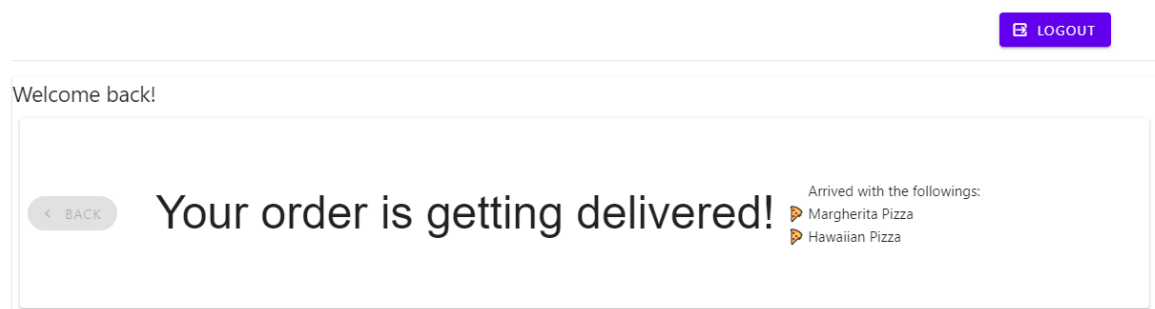 LOGOUT
Welcome back!
BACK
Your order is getting delivered!
Arrived with the followings:
Margherita Pizza
Hawaiian Pizza